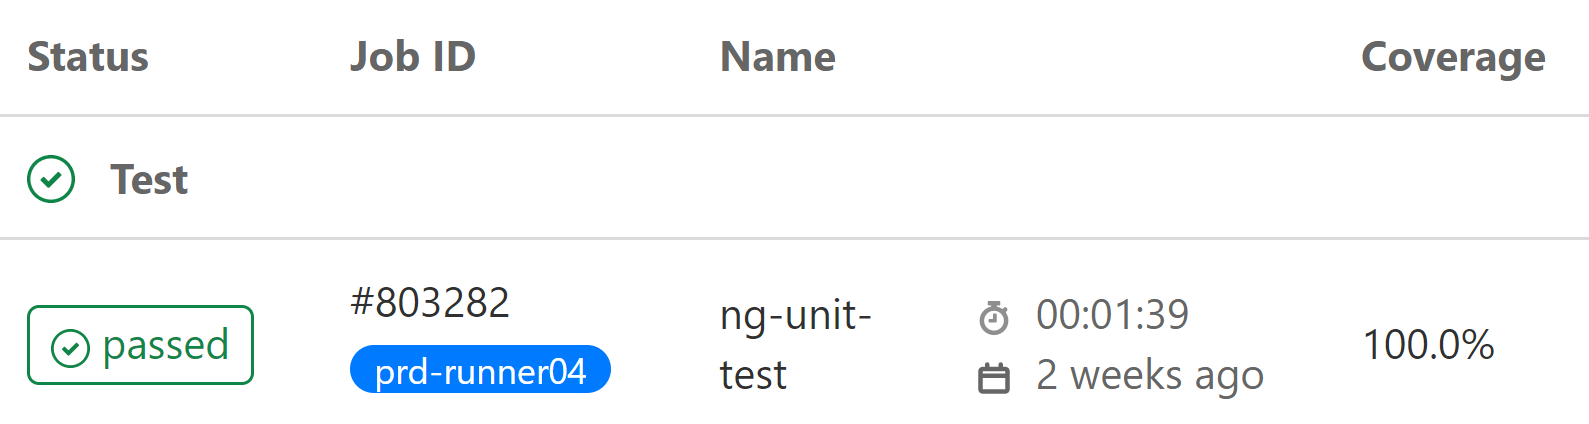 Status Job ID Name Coverage
Test
passed
#803282
prd-runner04
ng-unit-
test
00:01:39
2 weeks ago
100.0%